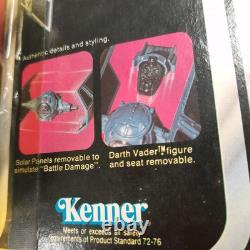 Authentic details and styling.
Solar Panels removable to
simulate "Battle Damage."
Darth Vader™ figure
and seat removable.
Kenner
Meets or exceeds all safety
requirements of Product Standard 72-76